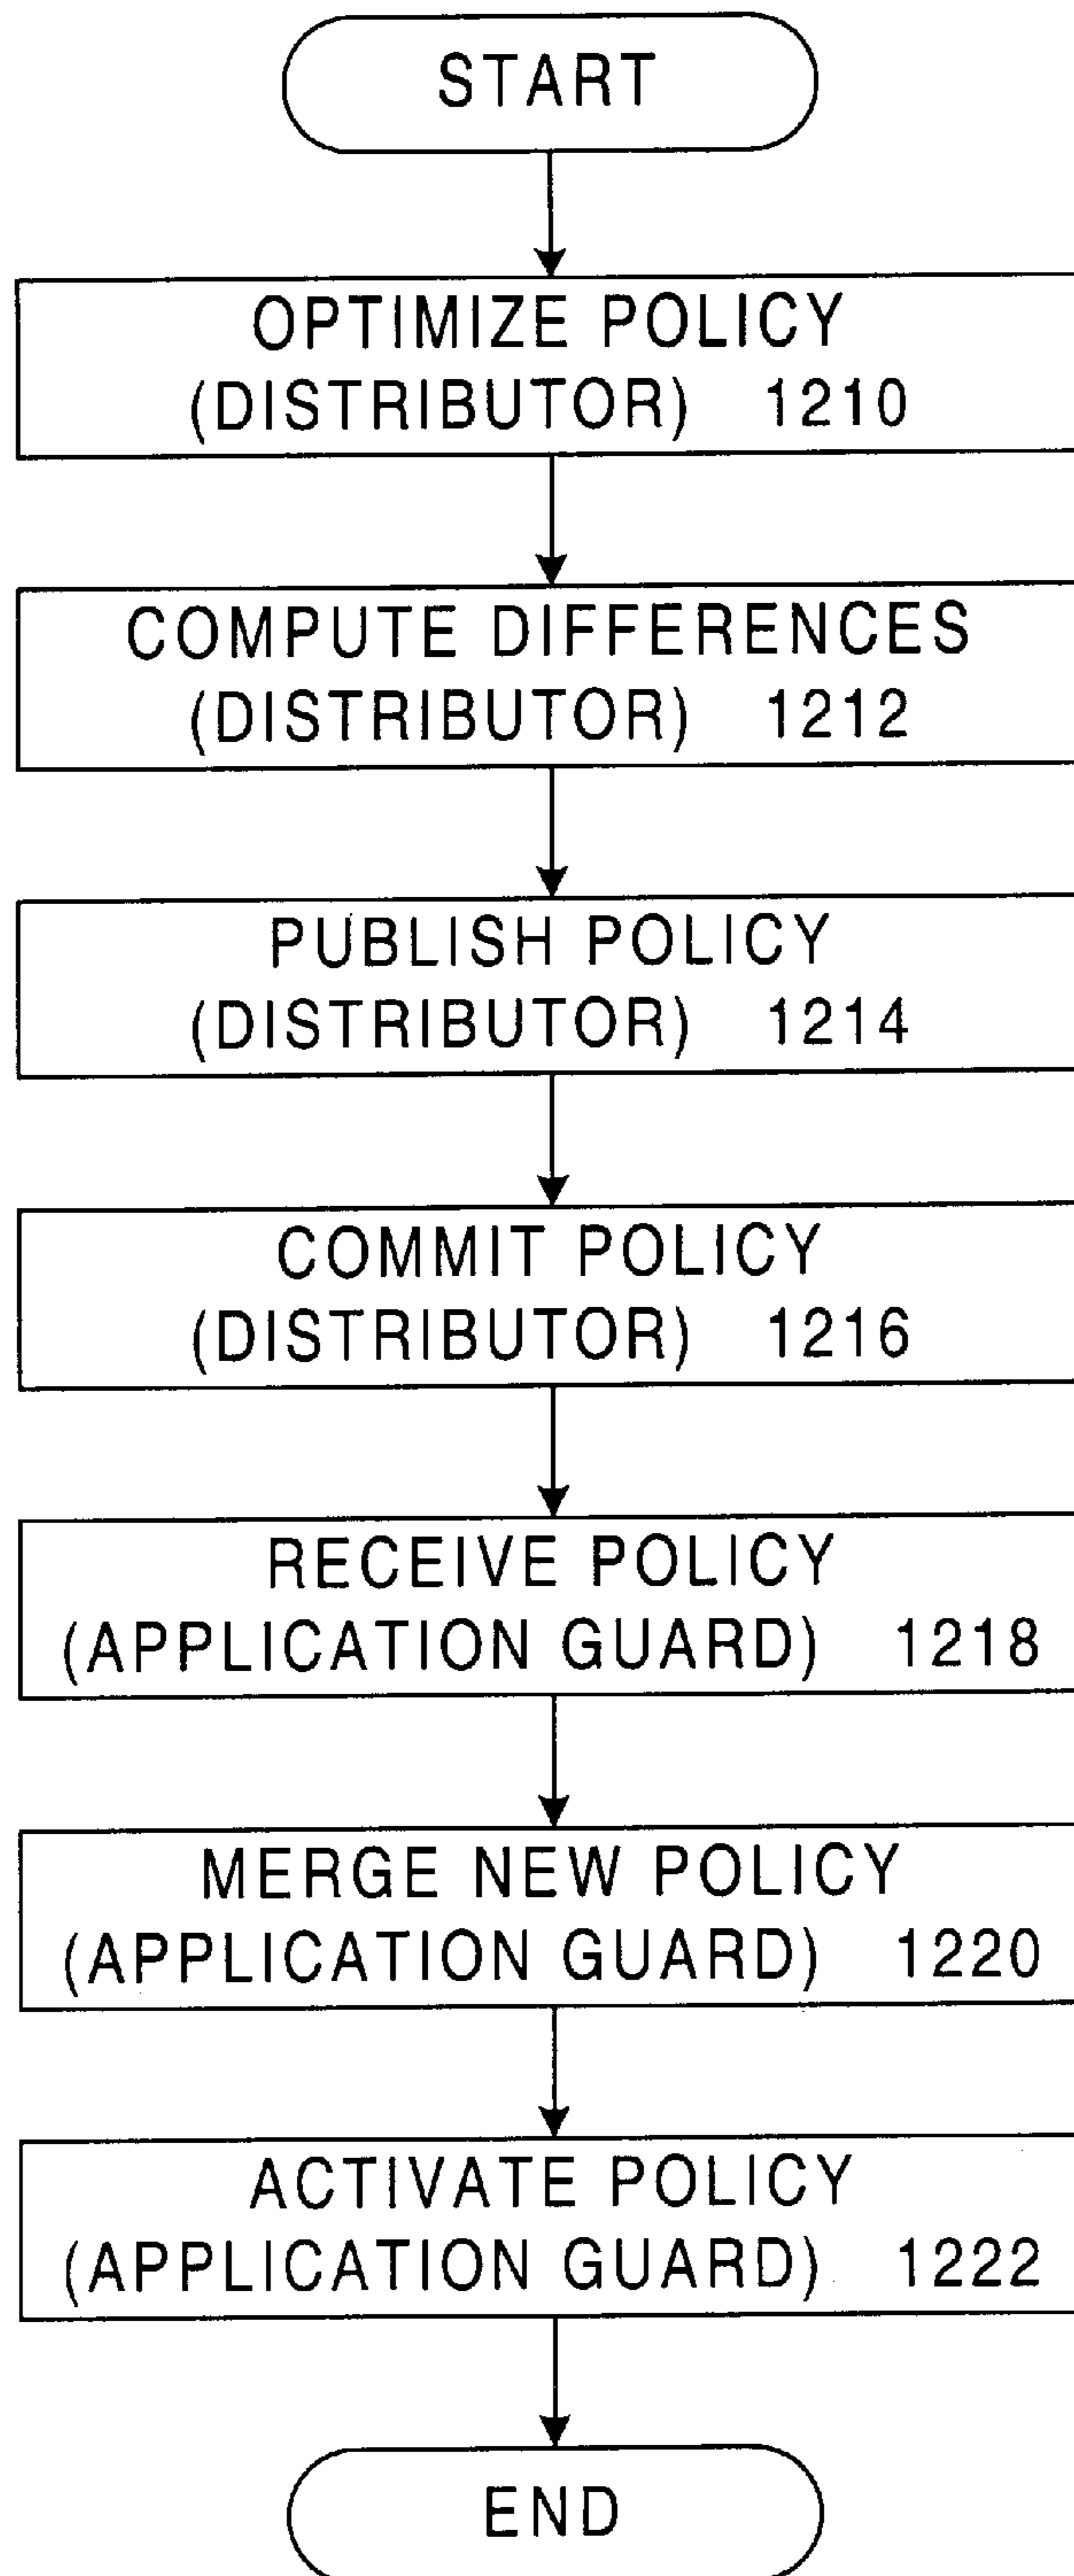 START
OPTIMIZE POLICY
(DISTRIBUTOR) 1210
COMPUTE DIFFERENCES
(DISTRIBUTOR) 1212
PUBLISH POLICY
(DISTRIBUTOR) 1214
COMMIT POLICY
(DISTRIBUTOR) 1216
RECEIVE POLICY
(APPLICATION GUARD) 1218
MERGE NEW POLICY
(APPLICATION GUARD) 1220
ACTIVATE POLICY
(APPLICATION GUARD) 1222
END